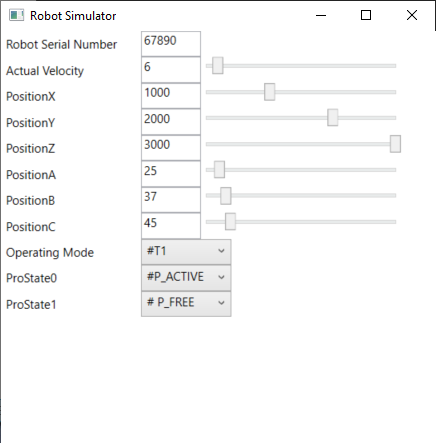 Robot Simulator
Robot Serial Number 67890
Actual Velocity 6
PositionX 1000
PositionY 2000
PositionZ 3000
PositionA 25
PositionB 37
PositionC 45
Operating Mode #T1
ProState0 #P_ACTIVE
ProState1 # P_FREE